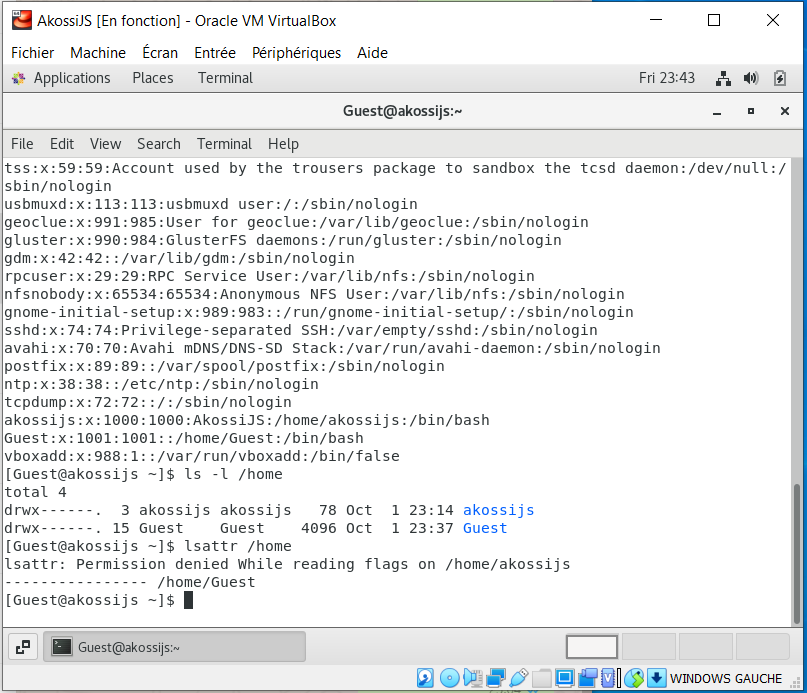 AkossiJS [En fonction] - Oracle VM VirtualBox
Fichier Machine Écran Entrée Périphériques Aide
Applications Places Terminal Fri 23:43
Guest@akossijs:~
File Edit View Search Terminal Help
tss:x:59:59:Account used by the trousers package to sandbox the tcsd daemon:/dev/null:/
sbin/nologin
usbmuxd:x:113:113:usbmuxd user:/:/sbin/nologin
geoclue:x:991:985:User for geoclue:/var/lib/geoclue:/sbin/nologin
gluster:x:990:984:GlusterFS daemons:/run/gluster:/sbin/nologin
gdm:x:42:42::/var/lib/gdm:/sbin/nologin
rpcuser:x:29:29:RPC Service User:/var/lib/nfs:/sbin/nologin
nfsnobody:x:65534:65534:Anonymous NFS User:/var/lib/nfs:/sbin/nologin
gnome-initial-setup:x:989:983::/run/gnome-initial-setup/:/sbin/nologin
sshd:x:74:74:Privilege-separated SSH:/var/empty/sshd:/sbin/nologin
avahi:x:70:70:Avahi mDNS/DNS-SD Stack:/var/run/avahi-daemon:/sbin/nologin
postfix:x:89:89::/var/spool/postfix:/sbin/nologin
ntp:x:38:38::/etc/ntp:/sbin/nologin
tcpdump:x:72:72::/:/sbin/nologin
akossijs:x:1000:1000:AkossiJS:/home/akossijs:/bin/bash
Guest:x:1001:1001::/home/Guest:/bin/bash
vboxadd:x:988:1::/var/run/vboxadd:/bin/false
[Guest@akossijs ~]$ ls -l /home
total 4
drwx------.  3 akossijs akossijs   78 Oct  1 23:14 akossijs
drwx------. 15 Guest    Guest    4096 Oct  1 23:37 Guest
[Guest@akossijs ~]$ lsattr /home
lsattr: Permission denied While reading flags on /home/akossijs
---------------- /home/Guest
[Guest@akossijs ~]$
Guest@akossijs:~
WINDOWS GAUCHE